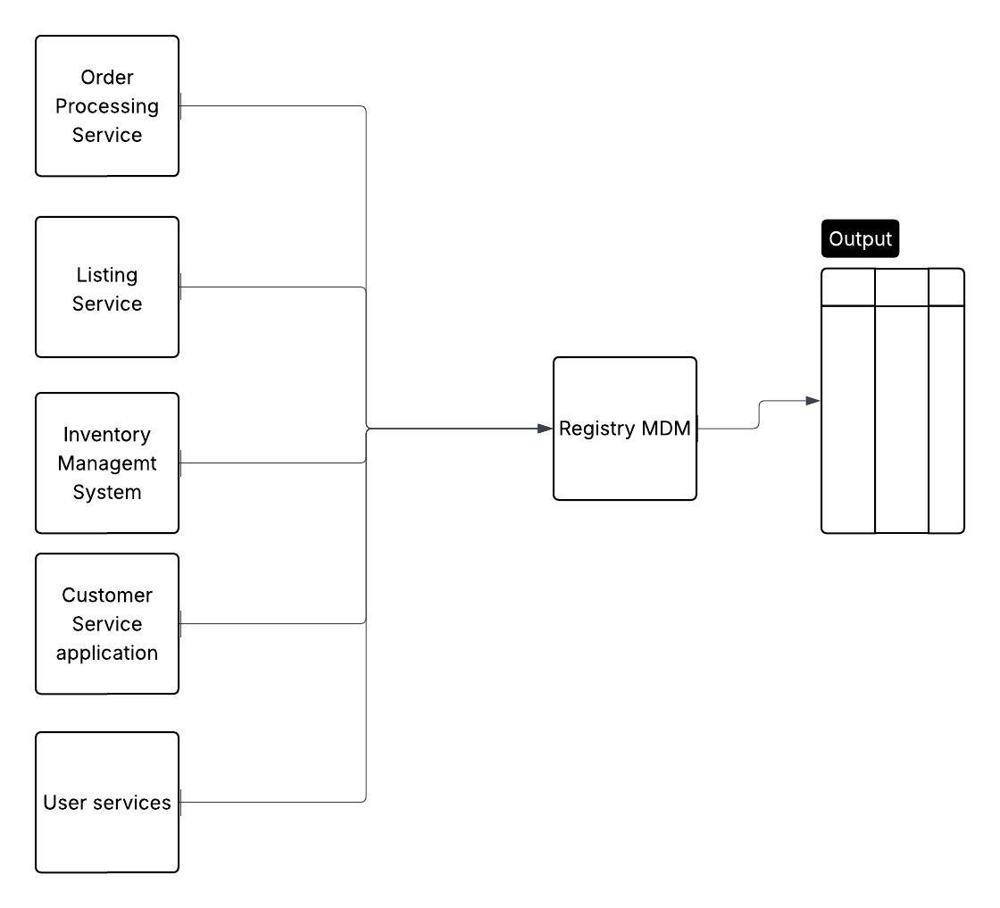 Order
Processing
Service
Listing
Service
Inventory
Managemt
System
Customer
Service
application
User services
Registry MDM
Output